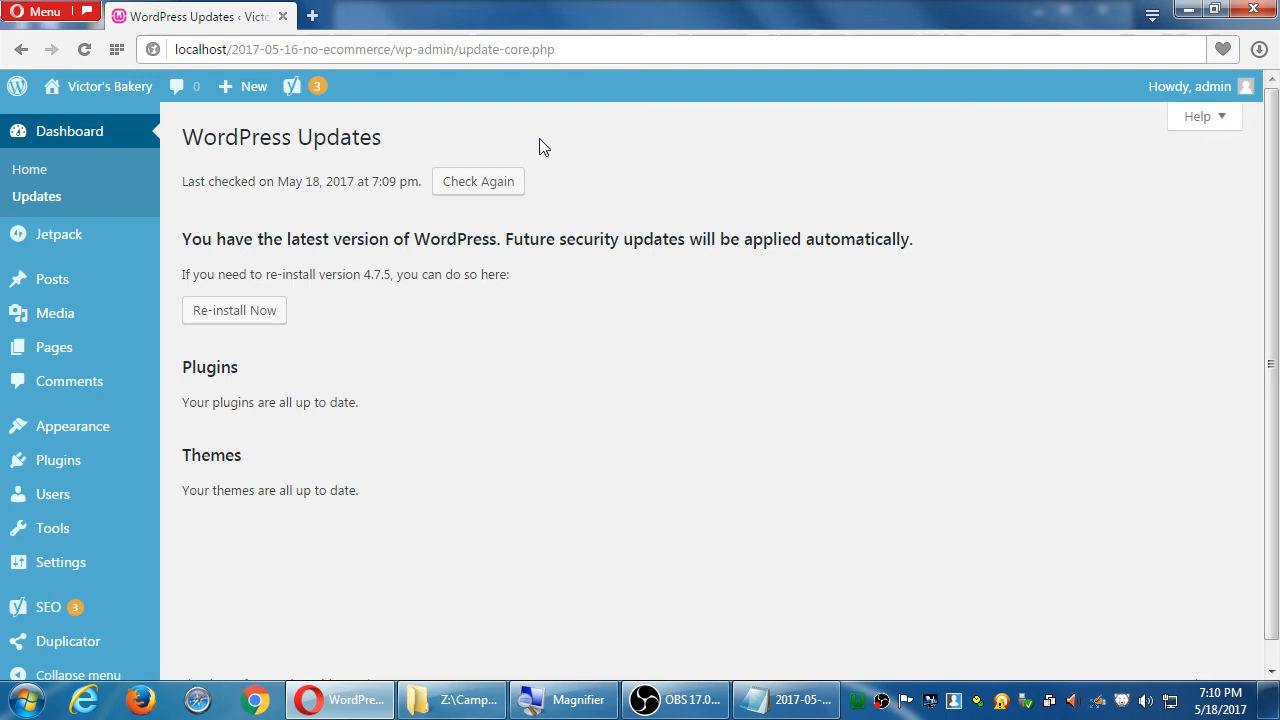 Menu
WordPress Updates ‹ Victo
localhost/2017-05-16-no-ecommerce/wp-admin/update-core.php
Victor's Bakery
0
New
3
Howdy, admin
Help
Dashboard
Home
Updates
Jetpack
Posts
Media
Pages
Comments
Appearance
Plugins
Users
Tools
Settings
SEO 3
Duplicator
Collapse menu
WordPress Updates
Last checked on May 18, 2017 at 7:09 pm. Check Again
You have the latest version of WordPress. Future security updates will be applied automatically.
If you need to re-install version 4.7.5, you can do so here:
Re-install Now
Plugins
Your plugins are all up to date.
Themes
Your themes are all up to date.
WordPre...
Z:\Camp...
Magnifier
OBS 17.0...
2017-05-...
7:10 PM
5/18/2017